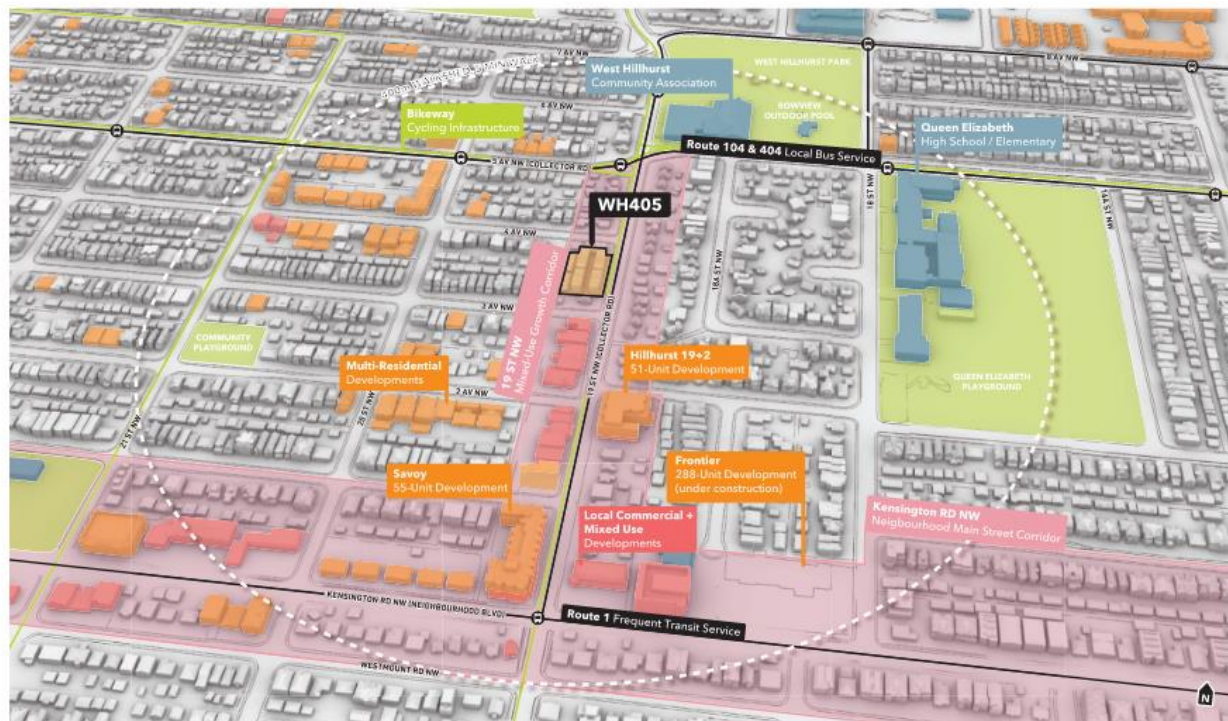 7 AV NW
8 AV NW
West Hillhurst
Community Association
WEST HILLHURST PARK
6 AV NW
BOWVIEW
OUTDOOR POOL
Bikeway
Cycling Infrastructure
Queen Elizabeth
High School / Elementary
Route 104 & 404 Local Bus Service
5 AV NW (COLLECTOR RD)
18 ST NW
WH405
4 AV NW
18A ST NW
3 AV NW
19 ST NW
Mixed-Use Growth Corridor
19 ST NW (COLLECTOR RD)
COMMUNITY
PLAYGROUND
Multi-Residential
Developments
Hillhurst 19+2
51-Unit Development
QUEEN ELIZABETH
PLAYGROUND
2 AV NW
20 ST NW
21 ST NW
Savoy
55-Unit Development
Frontier
288-Unit Development
(under construction)
Local Commercial +
Mixed Use
Developments
Kensington RD NW
Neighbourhood Main Street Corridor
KENSINGTON RD NW (NEIGHBOURHOOD BLVD)
Route 1 Frequent Transit Service
WESTMOUNT RD NW
N